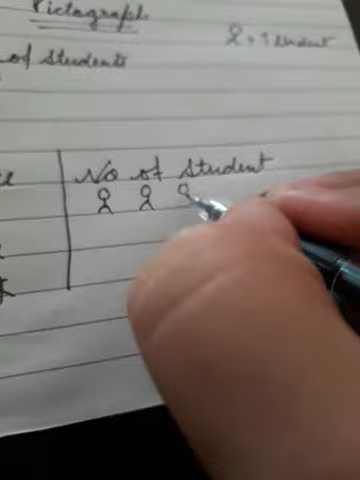 Pictograph
= 1 Student
of Students
No of Student